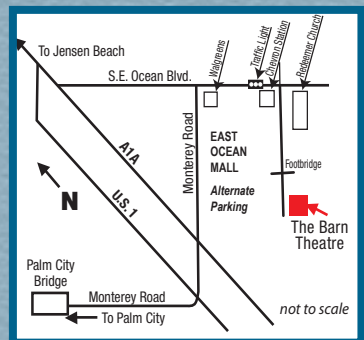 To Jensen Beach
S.E. Ocean Blvd.
Walgreens
Traffic Light
Chevron Station
Redeemer Church
A1A
U.S. 1
Monterey Road
EAST
OCEAN
MALL
Alternate
Parking
Footbridge
N
The Barn
Theatre
Palm City
Bridge
Monterey Road
To Palm City
not to scale